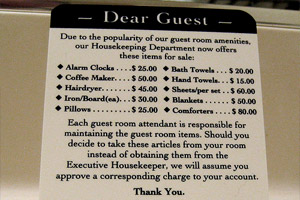 – Dear Guest –
Due to the popularity of our guest room amenities,
our Housekeeping Department now offers
these items for sale:
◆ Alarm Clocks . . . $ 25.00 ◆ Bath Towels . . . $ 20.00
◆ Coffee Maker. . . . $ 50.00 ◆ Hand Towels . . . $ 15.00
◆ Hairdryer. . . . . . . $ 45.00 ◆ Sheets/per set . . $ 60.00
◆ Iron/Board(ea). . . $ 30.00 ◆ Blankets . . . . . . $ 50.00
◆ Pillows . . . . . . . . . $ 25.00 ◆ Comforters . . . . $ 80.00
Each guest room attendant is responsible for
maintaining the guest room items. Should you
decide to take these articles from your room
instead of obtaining them from the
Executive Housekeeper, we will assume you
approve a corresponding charge to your account.
Thank You.